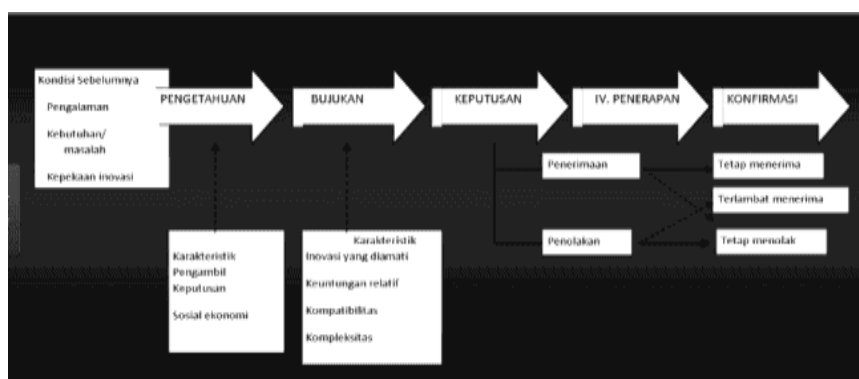 Kondisi Sebelumnya
Pengalaman
Kebutuhan/
masalah
Kepekaan inovasi
PENGETAHUAN
BUJUKAN
KEPUTUSAN
IV. PENERAPAN
KONFIRMASI
Penerimaan
Penolakan
Tetap menerima
Terlambat menerima
Tetap menolak
Karakteristik
Pengambil
Keputusan
Sosial ekonomi
Karakteristik
Inovasi yang diamati
Keuntungan relatif
Kompatibilitas
Kompleksitas